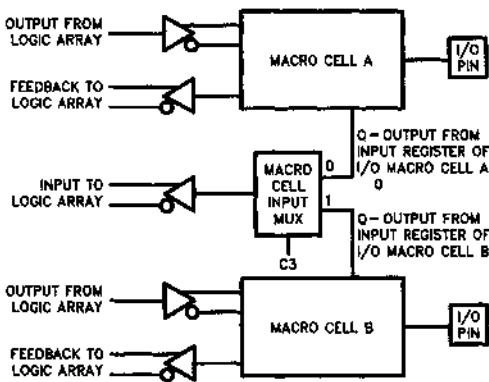 OUTPUT FROM
LOGIC ARRAY
MACRO CELL A
I/O
PIN
FEEDBACK TO
LOGIC ARRAY
Q – OUTPUT FROM
INPUT REGISTER OF
I/O MACRO CELL A
0
MACRO
CELL
INPUT
MUX
0
1
INPUT TO
LOGIC ARRAY
Q – OUTPUT FROM
INPUT REGISTER OF
I/O MACRO CELL B
C3
OUTPUT FROM
LOGIC ARRAY
MACRO CELL B
I/O
PIN
FEEDBACK TO
LOGIC ARRAY